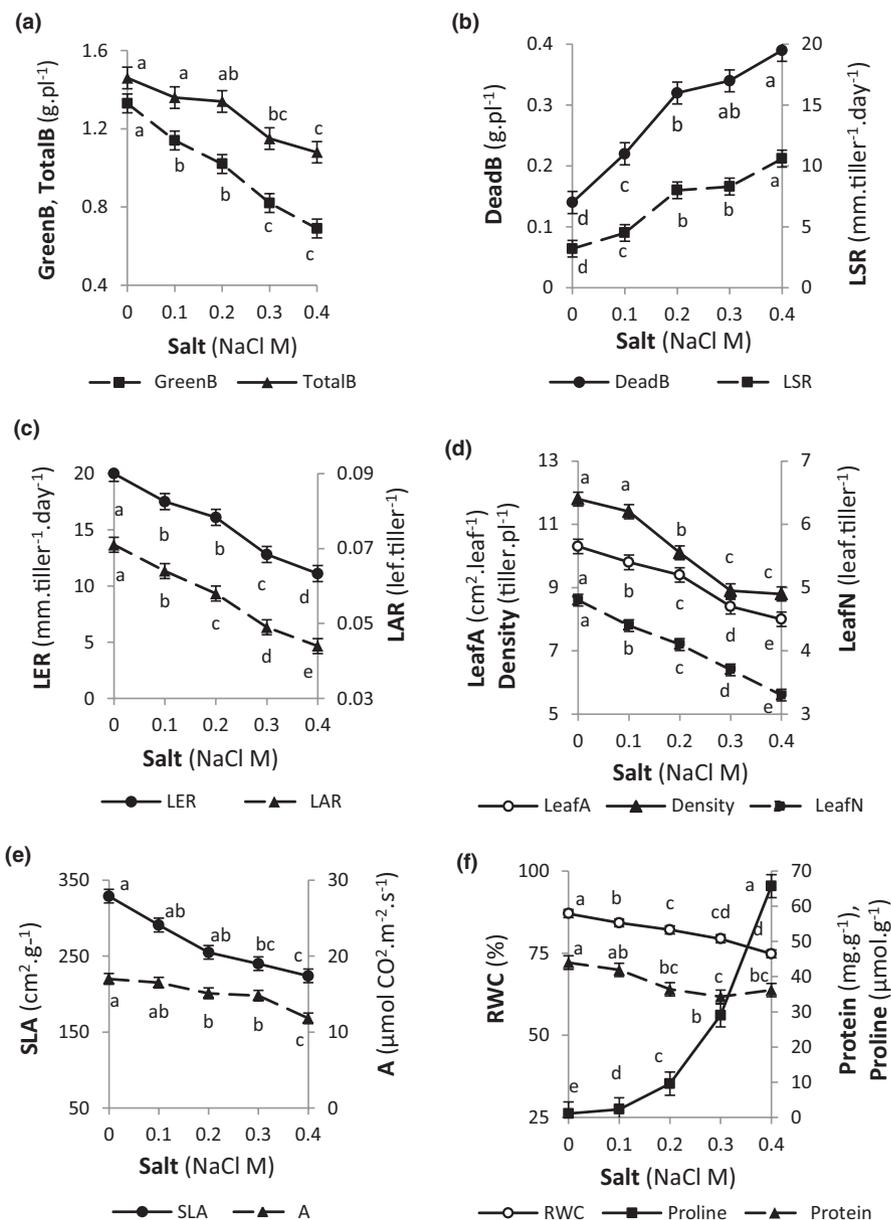 (a)
GreenB, TotalB (g.pl-1)
1.6
1.2
0.8
0.4
a
a
ab
bc
c
a
b
b
c
c
0 0.1 0.2 0.3 0.4
Salt (NaCl M)
GreenB TotalB
(b)
DeadB (g.pl-1)
0.4
0.3
0.2
0.1
0
d
c
b
ab
a
d
c
b
b
a
20
15
10
5
0
LSR (mm.tiller-1.day-1)
0 0.1 0.2 0.3 0.4
Salt (NaCl M)
DeadB LSR
(c)
LER (mm.tiller-1.day-1)
20
15
10
5
0
a
b
b
c
d
a
b
c
d
e
0.09
0.07
0.05
0.03
LAR (lef.tiller-1)
0 0.1 0.2 0.3 0.4
Salt (NaCl M)
LER LAR
(d)
LeafA (cm2.leaf-1)
Density (tiller.pl-1)
13
11
9
7
5
a
a
b
c
c
a
b
c
d
e
a
b
c
d
e
7
6
5
4
3
LeafN (leaf.tiller-1)
0 0.1 0.2 0.3 0.4
Salt (NaCl M)
LeafA Density LeafN
(e)
SLA (cm2.g-1)
350
250
150
50
a
ab
ab
bc
c
a
ab
b
b
c
30
20
10
0
A (µmol CO2.m-2.s-1)
0 0.1 0.2 0.3 0.4
Salt (NaCl M)
SLA A
(f)
RWC (%)
100
75
50
25
a
b
c
cd
d
a
ab
bc
c
bc
e
d
c
b
a
70
60
50
40
30
20
10
0
Protein (mg.g-1),
Proline (µmol.g-1)
0 0.1 0.2 0.3 0.4
Salt (NaCl M)
RWC Proline Protein